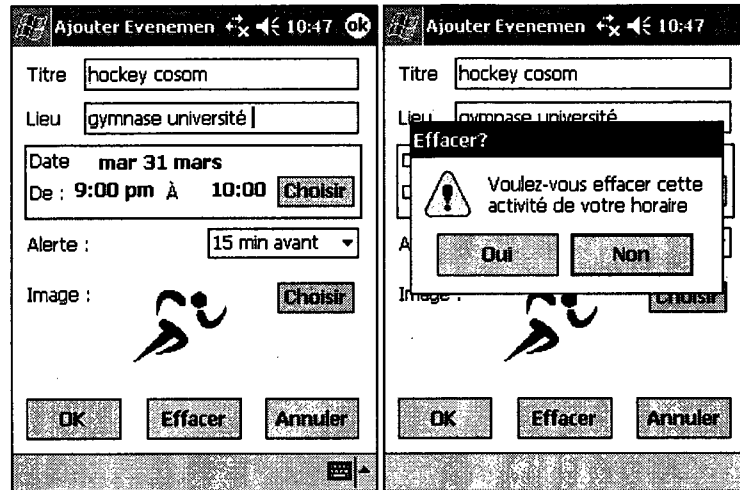 Ajouter Evenemen 10:47 ok
Titre hockey cosom
Lieu gymnase université
Date mar 31 mars
De : 9:00 pm À 10:00 Choisir
Alerte : 15 min avant
Image : Choisir
OK Effacer Annuler
Ajouter Evenemen 10:47
Titre hockey cosom
Lieu gymnase université
Effacer?
D
D
Voulez-vous effacer cette
activité de votre horaire
A
Oui Non
Image : Choisir
OK Effacer Annuler